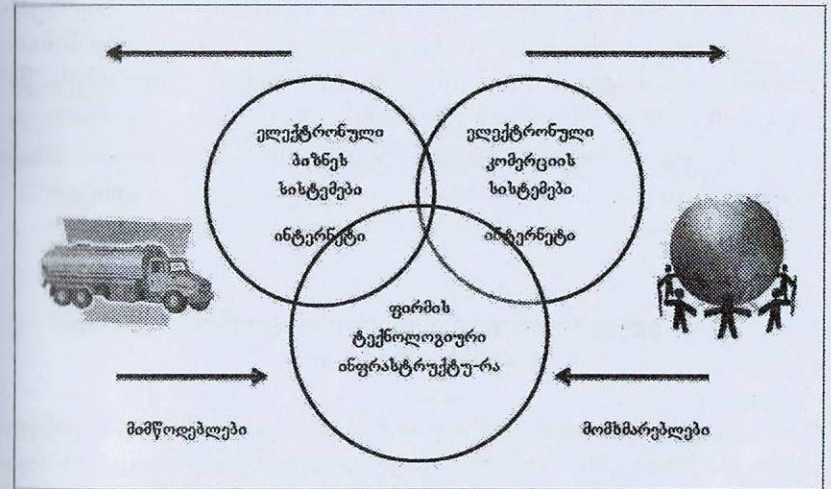 ელექტრონული
ბიზნეს
სისტემები
ინტერნეტი
ელექტრონული
კომერციის
სისტემები
ინტერნეტი
ფირმის
ტექნოლოგიური
ინფრასტრუქტუ-რა
მიმწოდებლები
მომხმარებლები